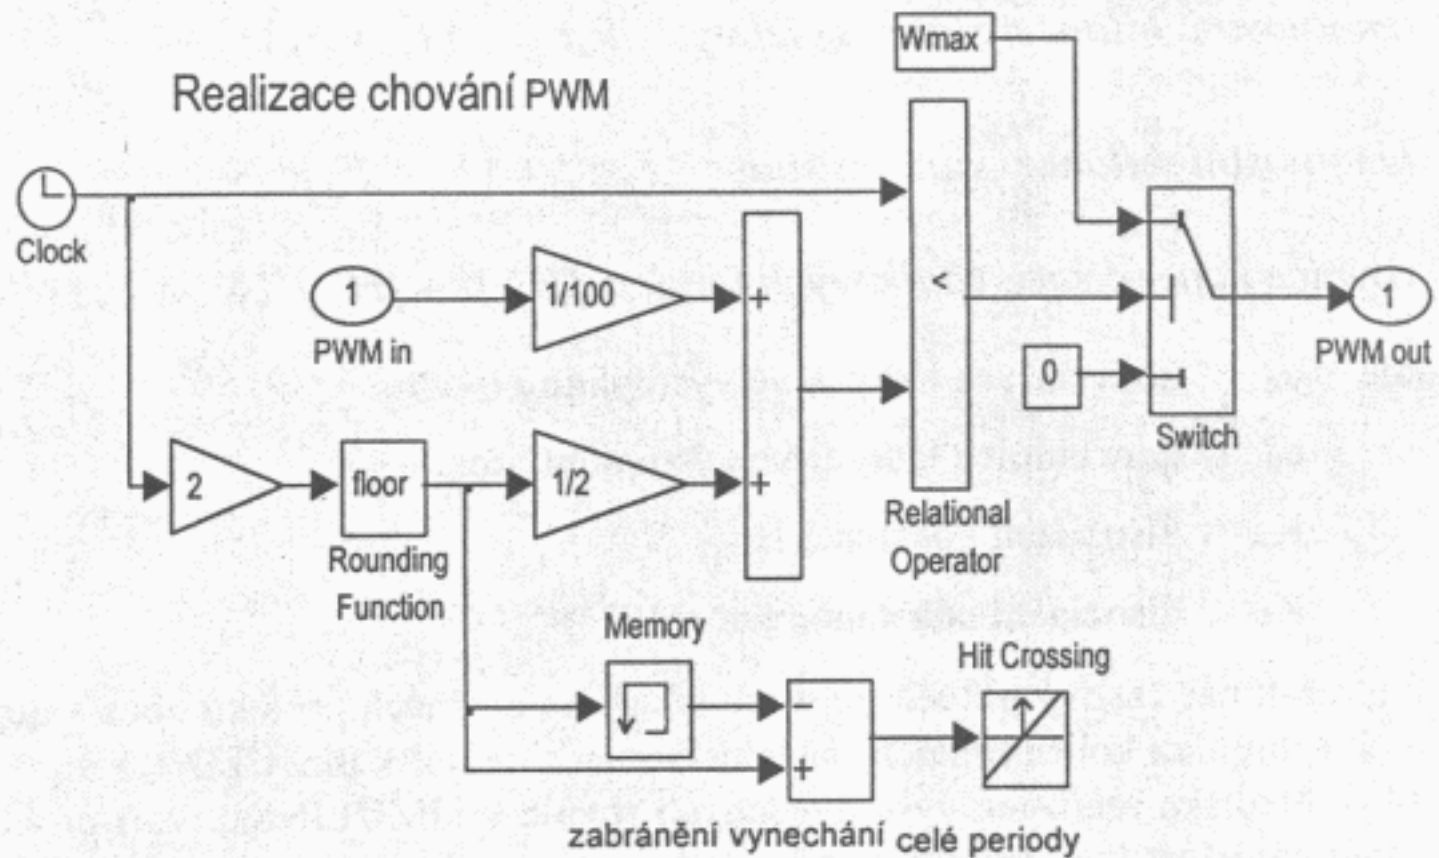 Wmax
Realizace chování PWM
Clock
1
PWM in
1/100
+
<
1
PWM out
0
Switch
2
floor
1/2
+
Rounding
Function
Relational
Operator
Memory
Hit Crossing
−
+
zabránění vynechání celé periody